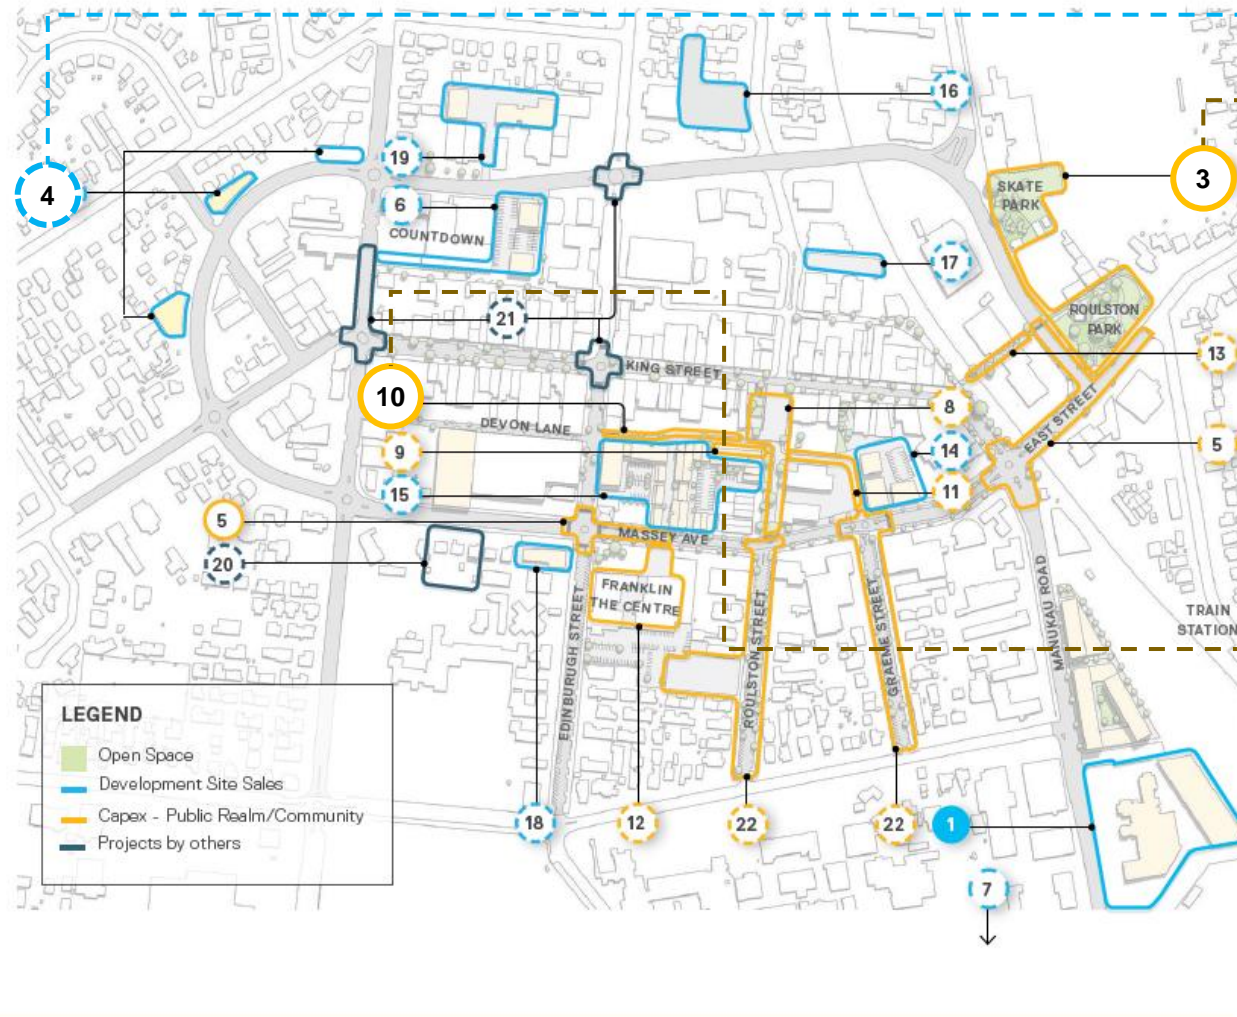 16
19
4
3
SKATE
PARK
6
COUNTDOWN
17
ROULSTON
PARK
21
13
KING STREET
10
8
EAST STREET
DEVON LANE
9
14
5
15
11
5
MASSEY AVE
20
FRANKLIN
THE CENTRE
EDINBURUGH STREET
ROULSTON STREET
GRAEME STREET
MANUKAU ROAD
TRAIN
STATION
LEGEND
Open Space
Development Site Sales
Capex - Public Realm/Community
Projects by others
18
12
22
22
1
7